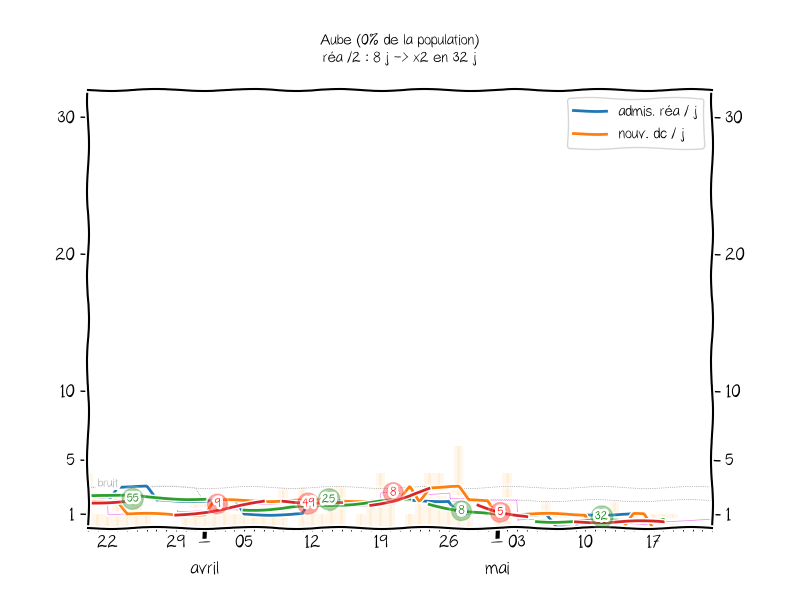 Aube (0% de la population)
réa /2 : 8 j -> x2 en 32 j
admis. réa / j
nouv. dc / j
30 30
20 20
10 10
5 5
bruit
1 1
55 9 49 25 8 8 5 32
22 29 05 12 19 26 03 10 17
avril mai